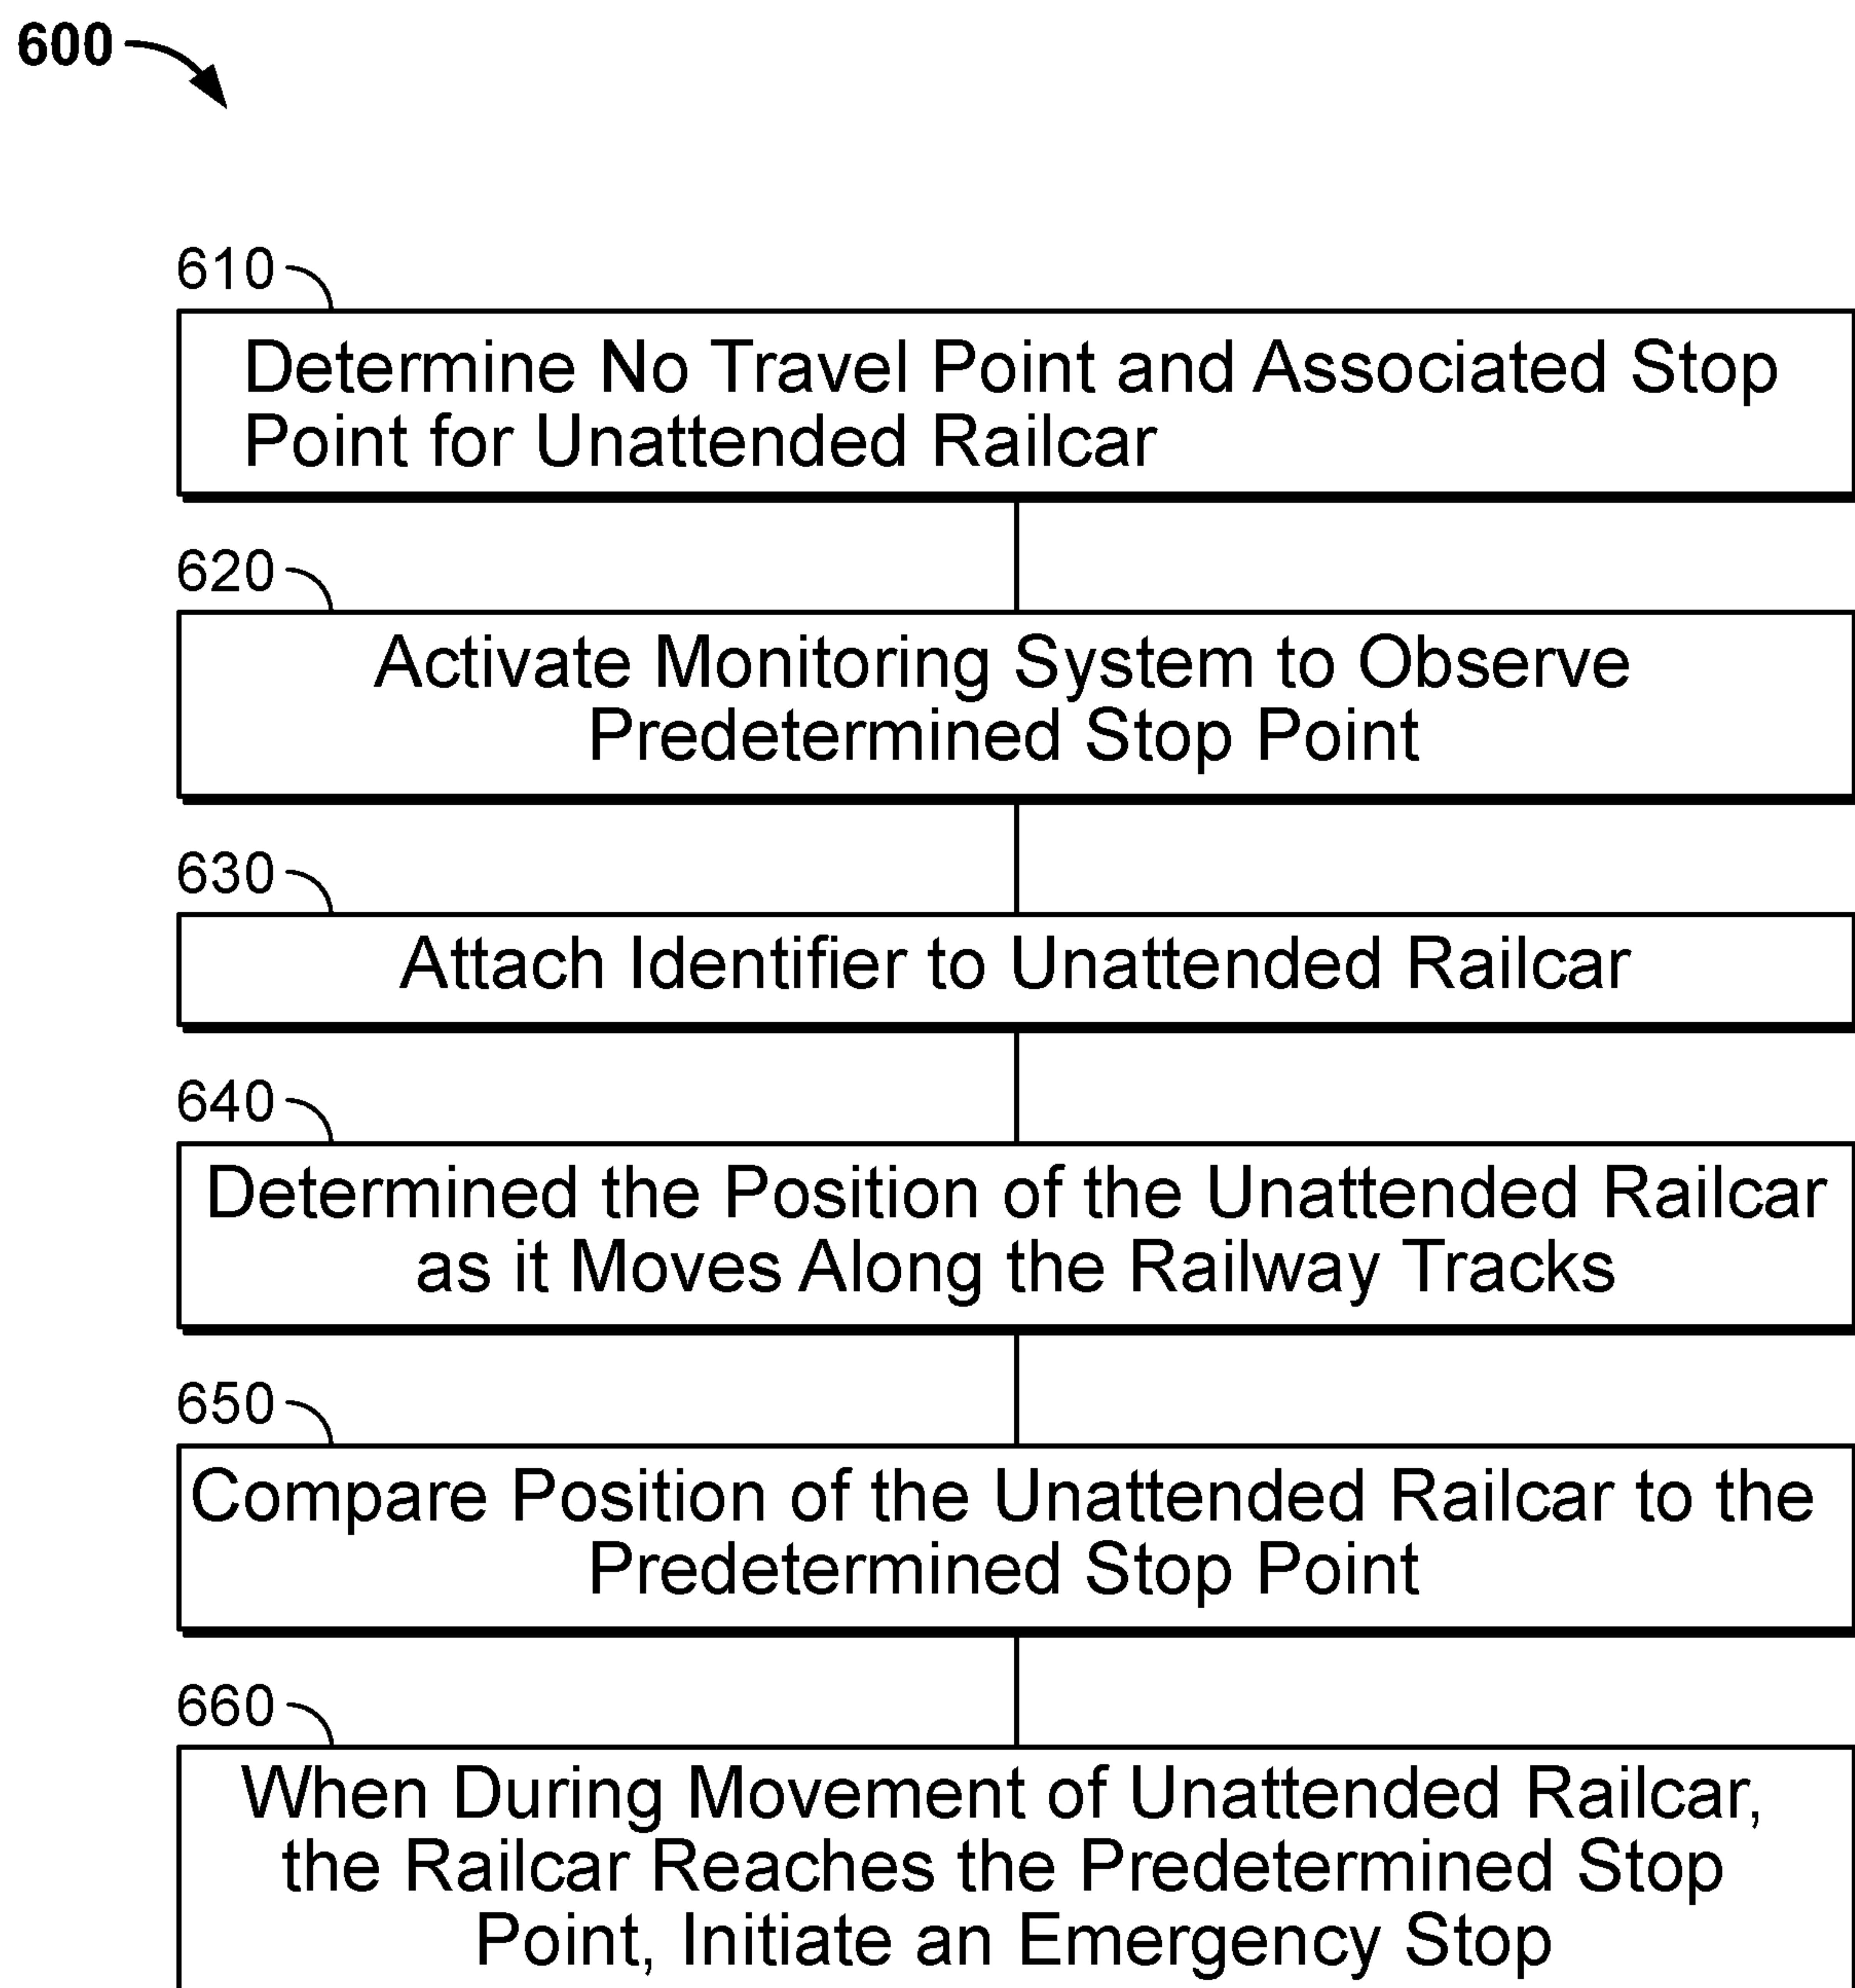 600
610
Determine No Travel Point and Associated Stop
Point for Unattended Railcar
620
Activate Monitoring System to Observe
Predetermined Stop Point
630
Attach Identifier to Unattended Railcar
640
Determined the Position of the Unattended Railcar
as it Moves Along the Railway Tracks
650
Compare Position of the Unattended Railcar to the
Predetermined Stop Point
660
When During Movement of Unattended Railcar,
the Railcar Reaches the Predetermined Stop
Point, Initiate an Emergency Stop